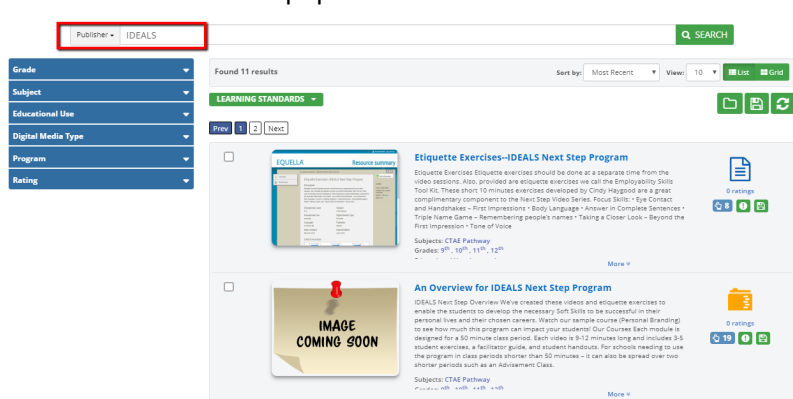 Publisher IDEALS SEARCH
Grade
Subject
Educational Use
Digital Media Type
Program
Rating
Found 11 results Sort by: Most Recent View: 10 List Grid
LEARNING STANDARDS
Prev 1 2 Next
EQUELLA Resource summary
Etiquette Exercises--IDEALS Next Step Program
Etiquette Exercises Etiquette exercises should be done at a separate time from the
video sessions. Also, provided are etiquette exercises we call the Employability Skills
Tool Kit. These short 10 minutes exercises developed by Cindy Haygood are a great
complimentary component to the Next Step Video Series. Focus Skills: • Eye Contact
and Handshakes – First Impressions • Body Language • Answer in Complete Sentences •
Triple Name Game – Remembering people's names • Taking a Closer Look – Beyond the
First Impression • Tone of Voice
Subjects: CTAE Pathway
Grades: 9th , 10th , 11th , 12th
More
0 ratings
8
IMAGE
COMING SOON
An Overview for IDEALS Next Step Program
IDEALS Next Step Overview We've created these videos and etiquette exercises to
enable the students to develop the necessary Soft Skills to be successful in their
personal lives and their chosen careers. Watch our sample course (Personal Branding)
to see how much this program can impact your students! Our Courses Each module is
designed for a 50 minute class period. Each video is 9-12 minutes long and includes 3-5
student exercises, a facilitator guide, and student handouts. For schools needing to use
the program in class periods shorter than 50 minutes – it can also be spread over two
shorter periods such as an Advisement Class.
Subjects: CTAE Pathway
More
0 ratings
19